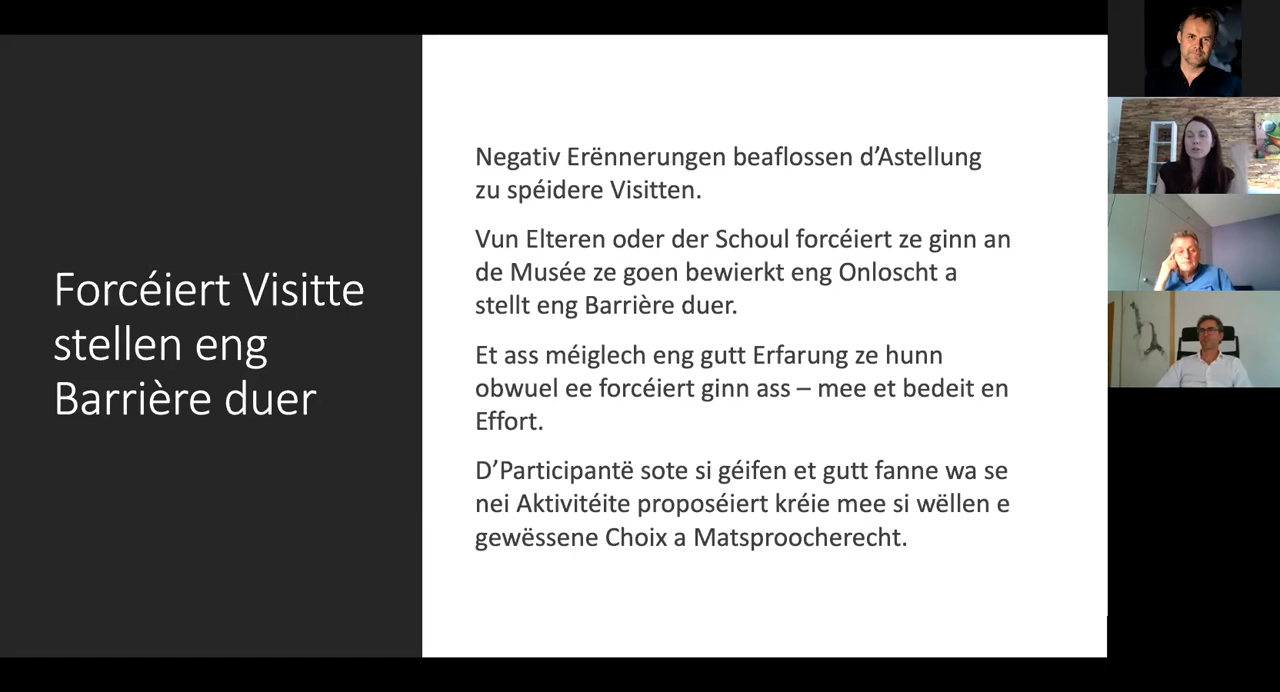 Forcéiert Visitte
stellen eng
Barrière duer
Negativ Erënnerungen beaflossen d’Astellung
zu spéidere Visitten.
Vun Elteren oder der Schoul forcéiert ze ginn an
de Musée ze goen bewierkt eng Onloscht a
stellt eng Barrière duer.
Et ass méiglech eng gutt Erfarung ze hunn
obwuel ee forcéiert ginn ass – mee et bedeit en
Effort.
D’Participantë sote si géifen et gutt fanne wa se
nei Aktivitéite proposéiert kréie mee si wëllen e
gewëssene Choix a Matsproocherecht.